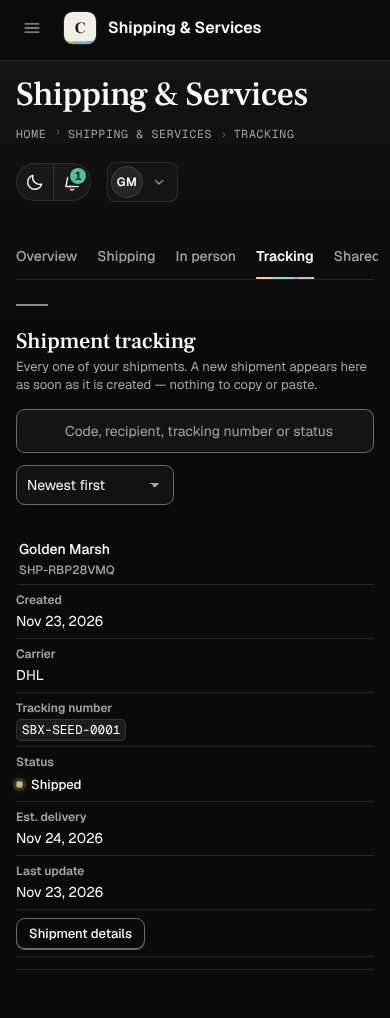 C Shipping & Services
Shipping & Services
HOME › SHIPPING & SERVICES › TRACKING
1
GM
Overview Shipping In person Tracking Shared
Shipment tracking
Every one of your shipments. A new shipment appears here
as soon as it is created — nothing to copy or paste.
Code, recipient, tracking number or status
Newest first
Golden Marsh
SHP-RBP28VMQ
Created
Nov 23, 2026
Carrier
DHL
Tracking number
SBX-SEED-0001
Status
Shipped
Est. delivery
Nov 24, 2026
Last update
Nov 23, 2026
Shipment details